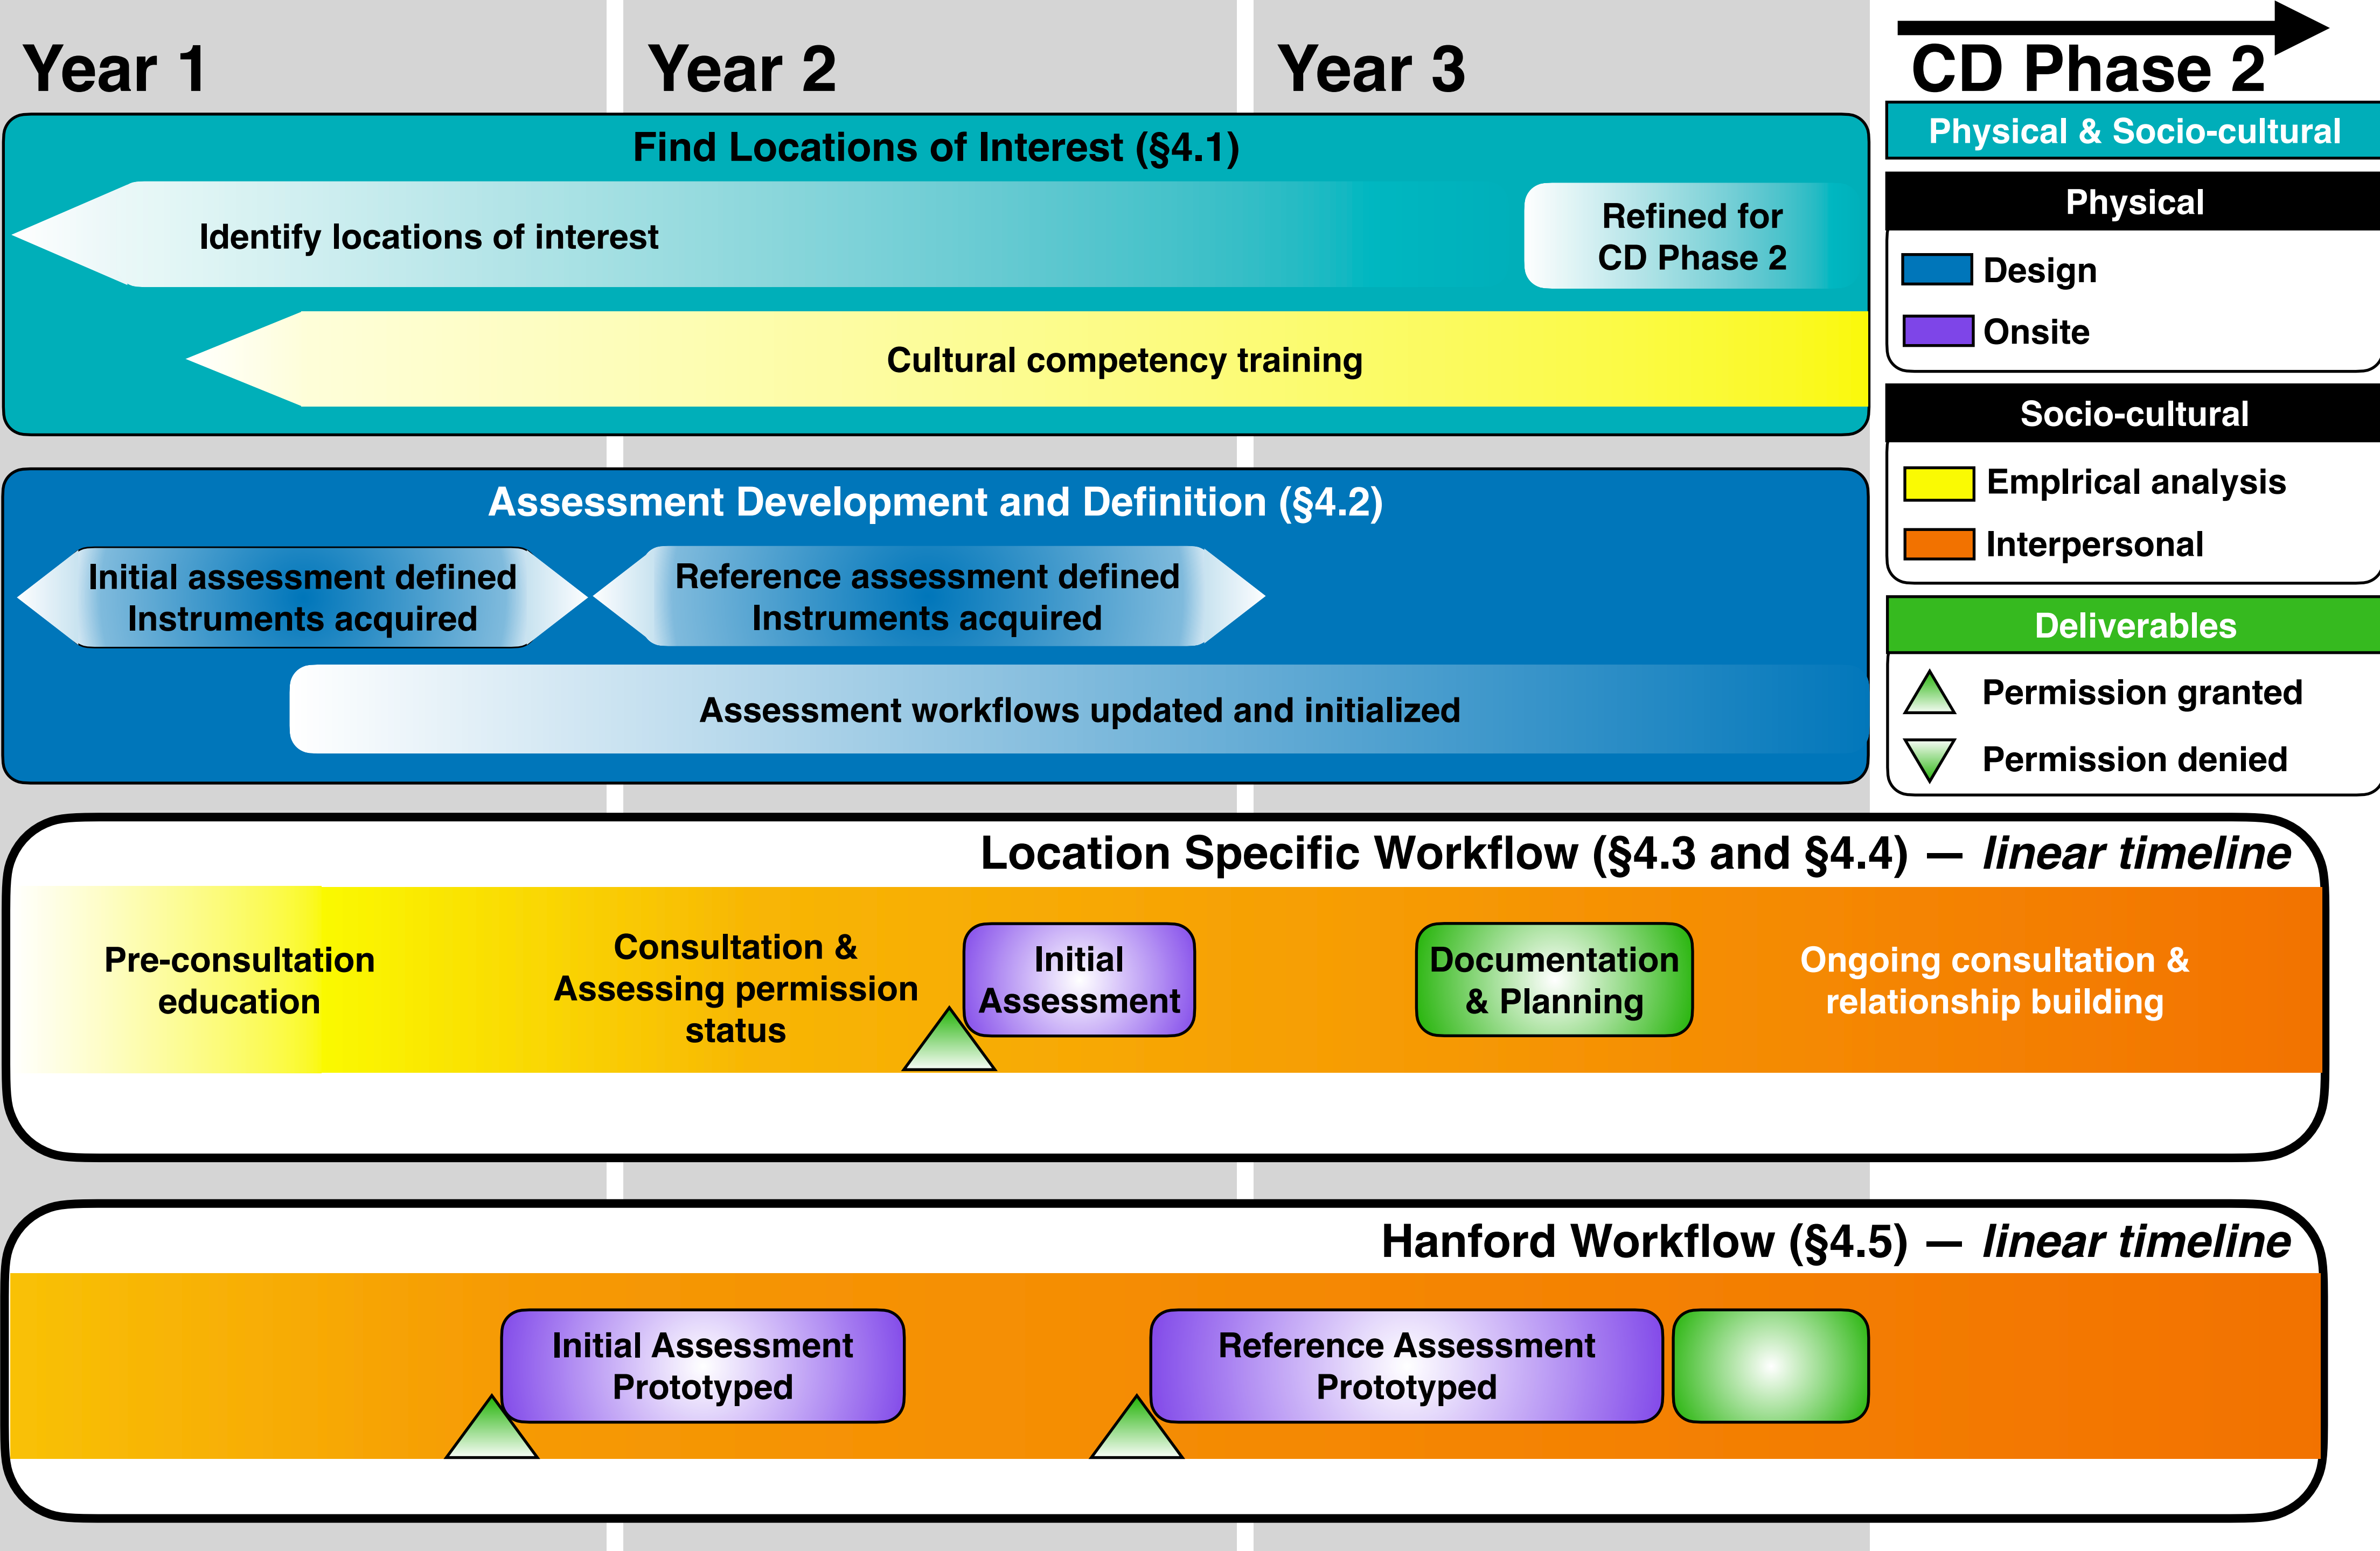 Year 1
Year 2
Year 3
CD Phase 2
Find Locations of Interest (§4.1)
Identify locations of interest
Refined for
CD Phase 2
Cultural competency training
Assessment Development and Definition (§4.2)
Initial assessment defined
Instruments acquired
Reference assessment defined
Instruments acquired
Assessment workflows updated and initialized
Physical & Socio-cultural
Physical
Design
Onsite
Socio-cultural
EmpIrical analysis
Interpersonal
Deliverables
Permission granted
Permission denied
Location Specific Workflow (§4.3 and §4.4) — linear timeline
Pre-consultation
education
Consultation &
Assessing permission
status
Initial
Assessment
Documentation
& Planning
Ongoing consultation &
relationship building
Hanford Workflow (§4.5) — linear timeline
Initial Assessment
Prototyped
Reference Assessment
Prototyped